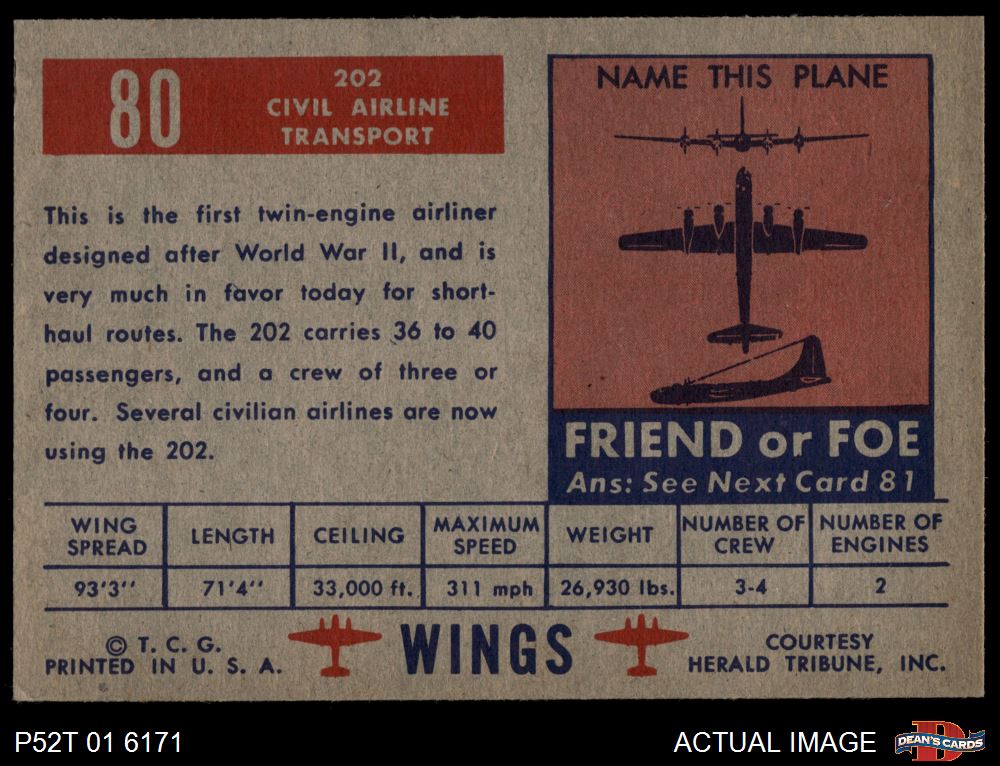 80
202
CIVIL AIRLINE
TRANSPORT
This is the first twin-engine airliner
designed after World War II, and is
very much in favor today for short-
haul routes. The 202 carries 36 to 40
passengers, and a crew of three or
four. Several civilian airlines are now
using the 202.
NAME THIS PLANE
FRIEND or FOE
Ans: See Next Card 81
WING SPREAD LENGTH CEILING MAXIMUM SPEED WEIGHT NUMBER OF CREW NUMBER OF ENGINES
93'3'' 71'4'' 33,000 ft. 311 mph 26,930 lbs. 3-4 2
© T. C. G.
PRINTED IN U. S. A.
WINGS
COURTESY
HERALD TRIBUNE, INC.
P52T 01 6171
ACTUAL IMAGE
D
DEAN'S CARDS